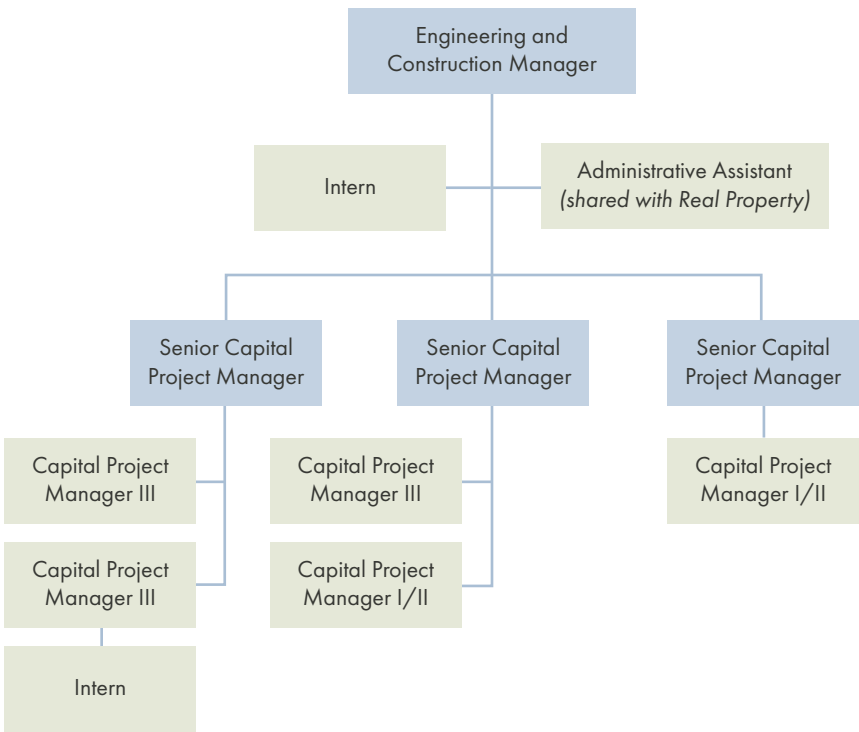 Engineering and
Construction Manager
Intern
Administrative Assistant
(shared with Real Property)
Senior Capital
Project Manager
Senior Capital
Project Manager
Senior Capital
Project Manager
Capital Project
Manager III
Capital Project
Manager III
Capital Project
Manager I/II
Capital Project
Manager III
Capital Project
Manager I/II
Intern